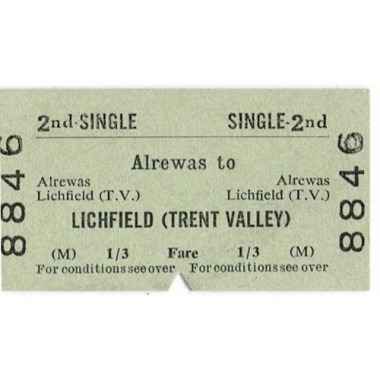 2nd-SINGLE SINGLE-2nd
Alrewas to
Alrewas Alrewas
Lichfield (T.V.) Lichfield (T.V.)
LICHFIELD (TRENT VALLEY)
(M) 1/3 Fare 1/3 (M)
For conditions see over For conditions see over
8846
8846